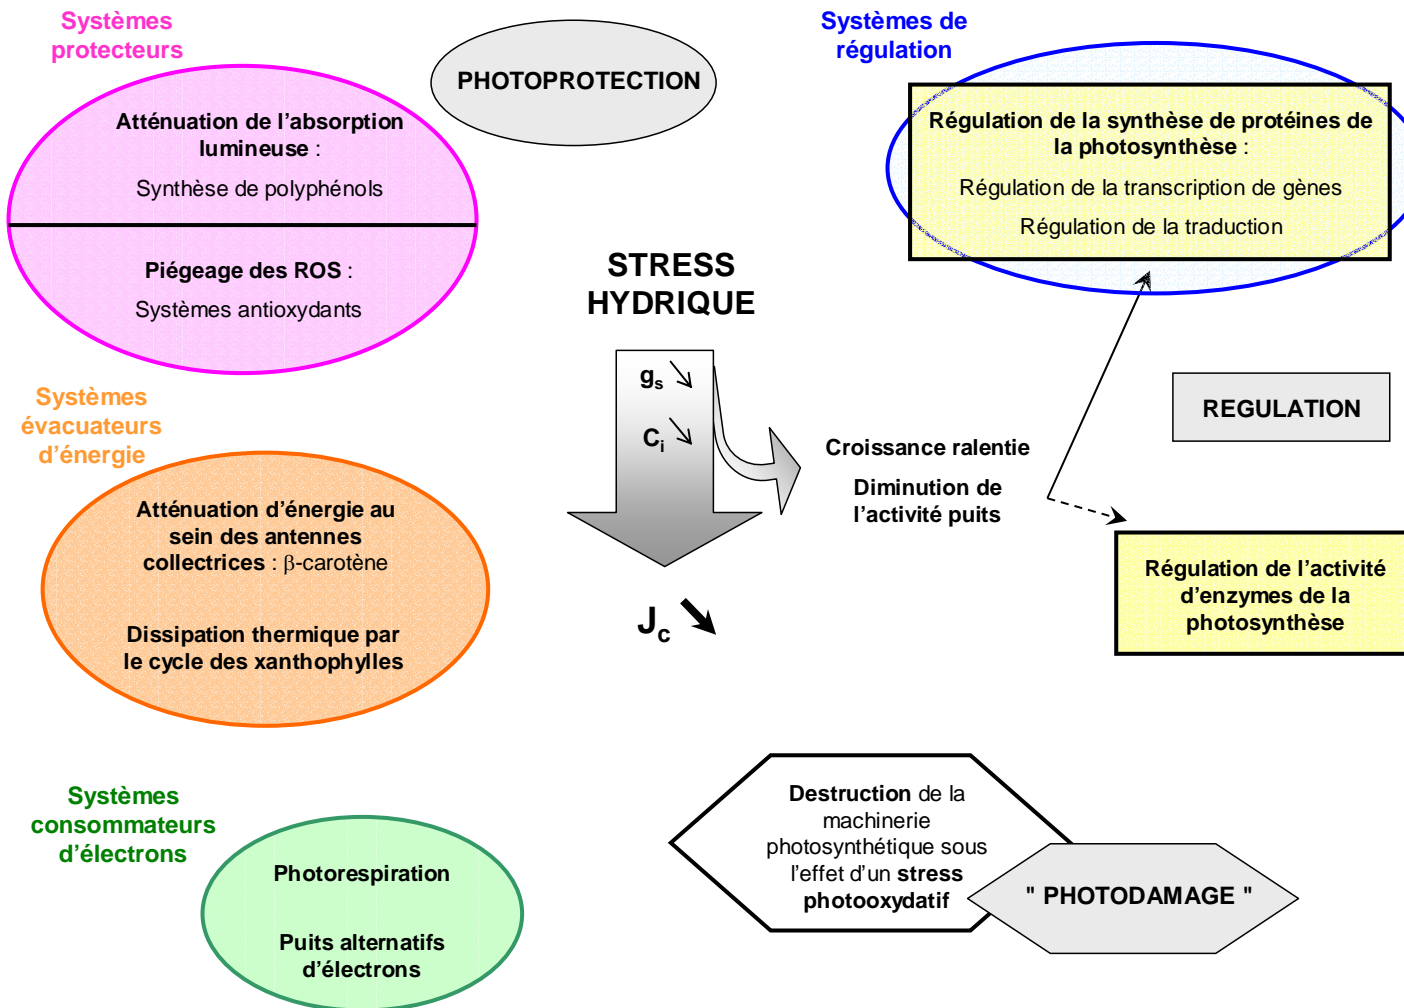 Systèmes
protecteurs
PHOTOPROTECTION
Systèmes de
régulation
Atténuation de l'absorption
lumineuse :
Synthèse de polyphénols
Piégeage des ROS :
Systèmes antioxydants
Régulation de la synthèse de protéines de
la photosynthèse :
Régulation de la transcription de gènes
Régulation de la traduction
STRESS
HYDRIQUE
gs
Ci
Jc
Croissance ralentie
Diminution de
l'activité puits
REGULATION
Régulation de l'activité
d'enzymes de la
photosynthèse
Systèmes
évacuateurs
d'énergie
Atténuation d'énergie au
sein des antennes
collectrices : β-carotène
Dissipation thermique par
le cycle des xanthophylles
Systèmes
consommateurs
d'électrons
Photorespiration
Puits alternatifs
d'électrons
Destruction de la
machinerie
photosynthétique sous
l'effet d'un stress
photooxydatif
" PHOTODAMAGE "